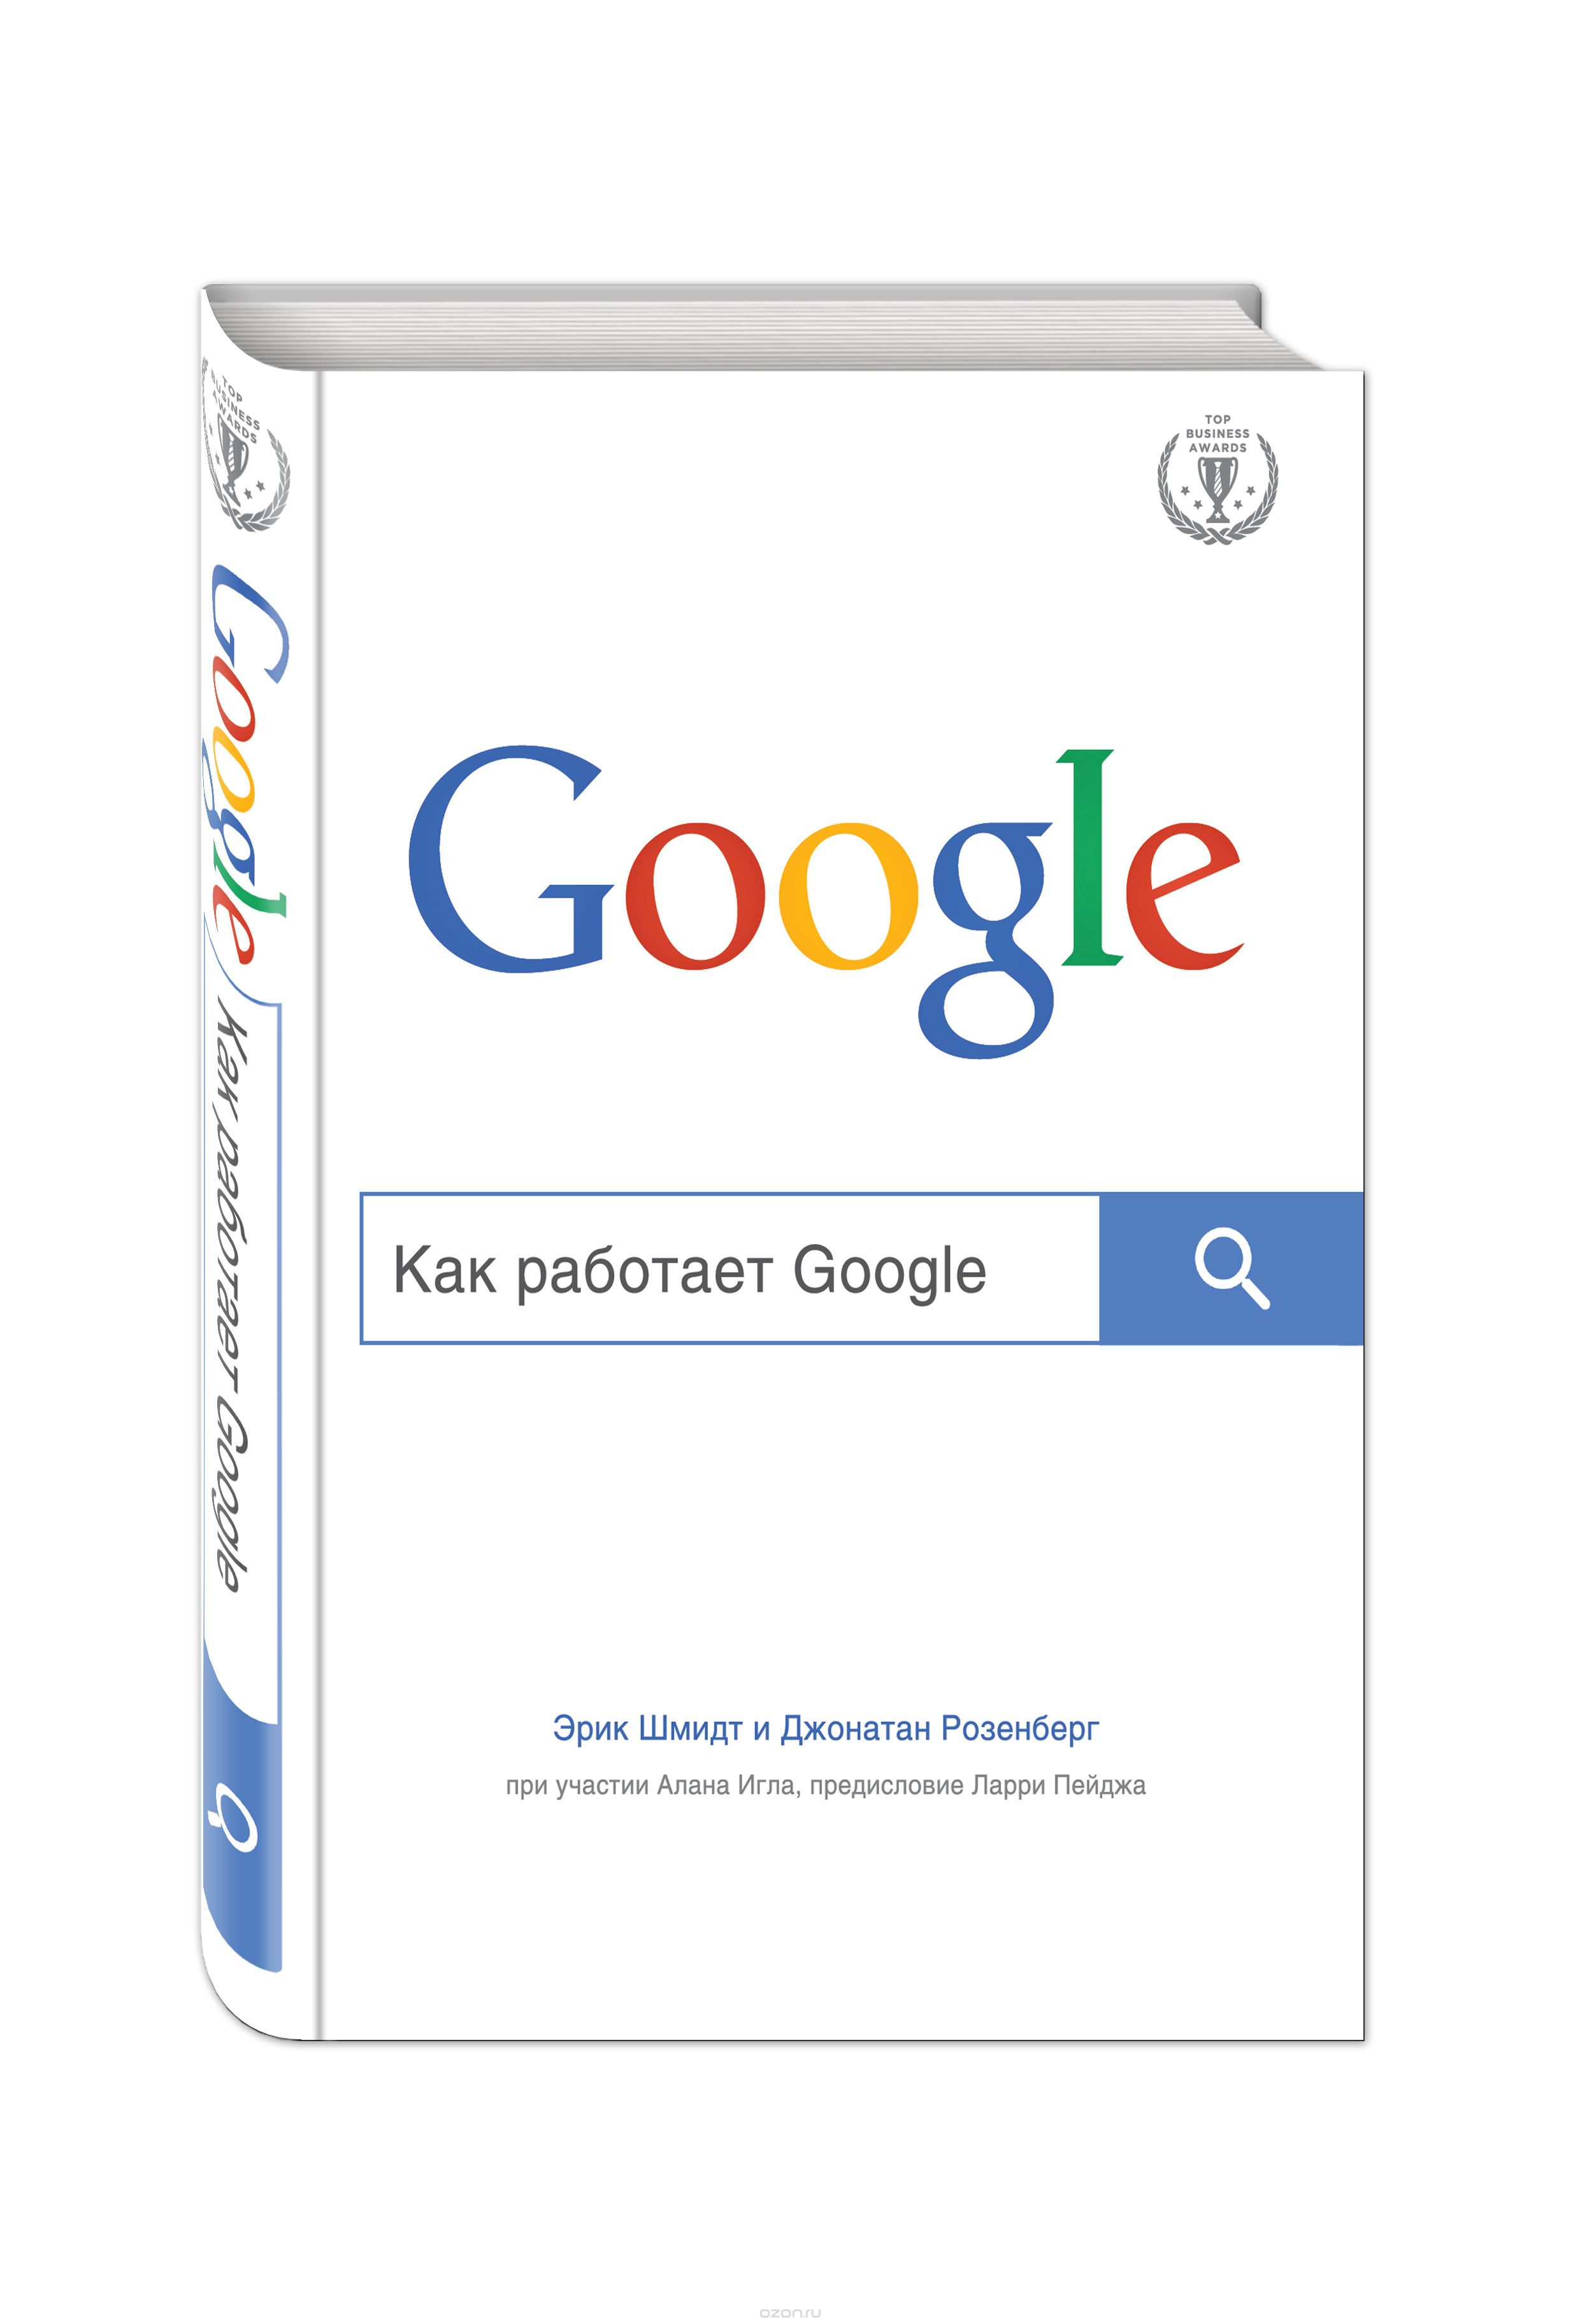 TOP
BUSINESS
AWARDS
Google
Как работает Google
TOP
BUSINESS
AWARDS
Google
Как работает Google
Эрик Шмидт и Джонатан Розенберг
при участии Алана Игла, предисловие Ларри Пейджа
ozon.ru